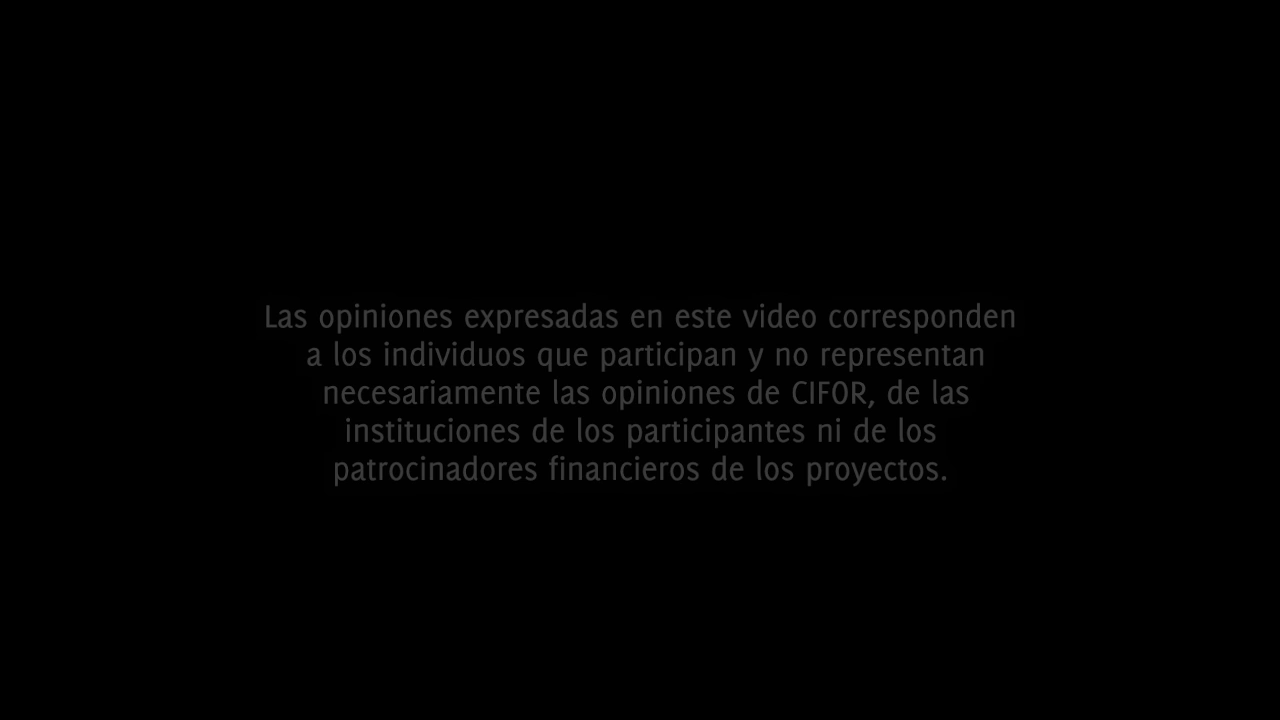 Las opiniones expresadas en este video corresponden
a los individuos que participan y no representan
necesariamente las opiniones de CIFOR, de las
instituciones de los participantes ni de los
patrocinadores financieros de los proyectos.